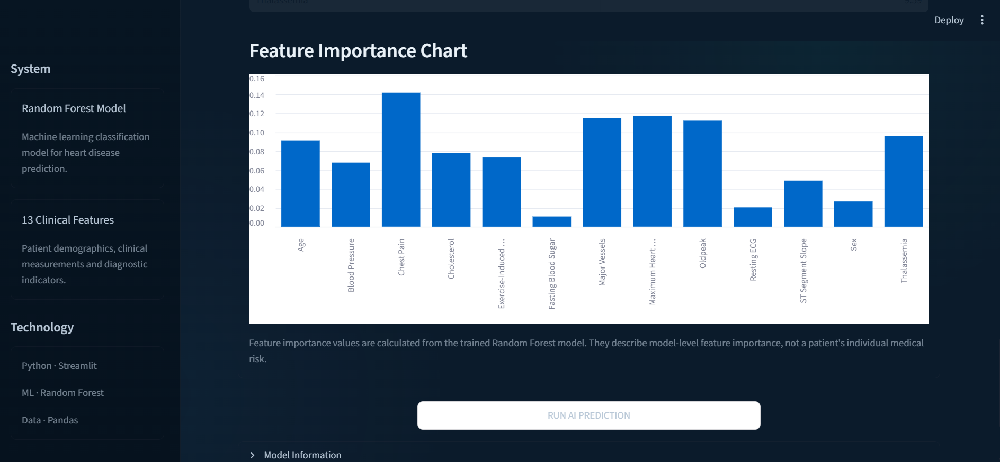 Deploy
System
Random Forest Model
Machine learning classification
model for heart disease
prediction.
13 Clinical Features
Patient demographics, clinical
measurements and diagnostic
indicators.
Technology
Python · Streamlit
ML · Random Forest
Data · Pandas
Thalassemia
Feature Importance Chart
0.16
0.14
0.12
0.10
0.08
0.06
0.04
0.02
0.00
Age
Blood Pressure
Chest Pain
Cholesterol
Exercise-Induced ...
Fasting Blood Sugar
Major Vessels
Maximum Heart ...
Oldpeak
Resting ECG
ST Segment Slope
Sex
Thalassemia
Feature importance values are calculated from the trained Random Forest model. They describe model-level feature importance, not a patient's individual medical
risk.
RUN AI PREDICTION
Model Information